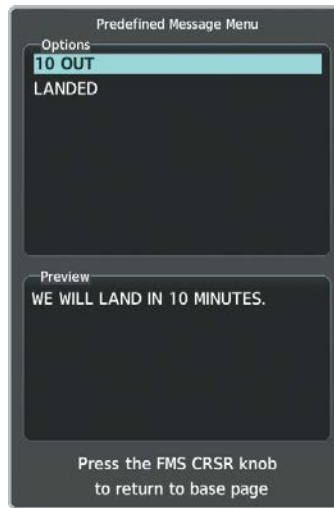 Predefined Message Menu
Options
10 OUT
LANDED
Preview
WE WILL LAND IN 10 MINUTES.
Press the FMS CRSR knob
to return to base page